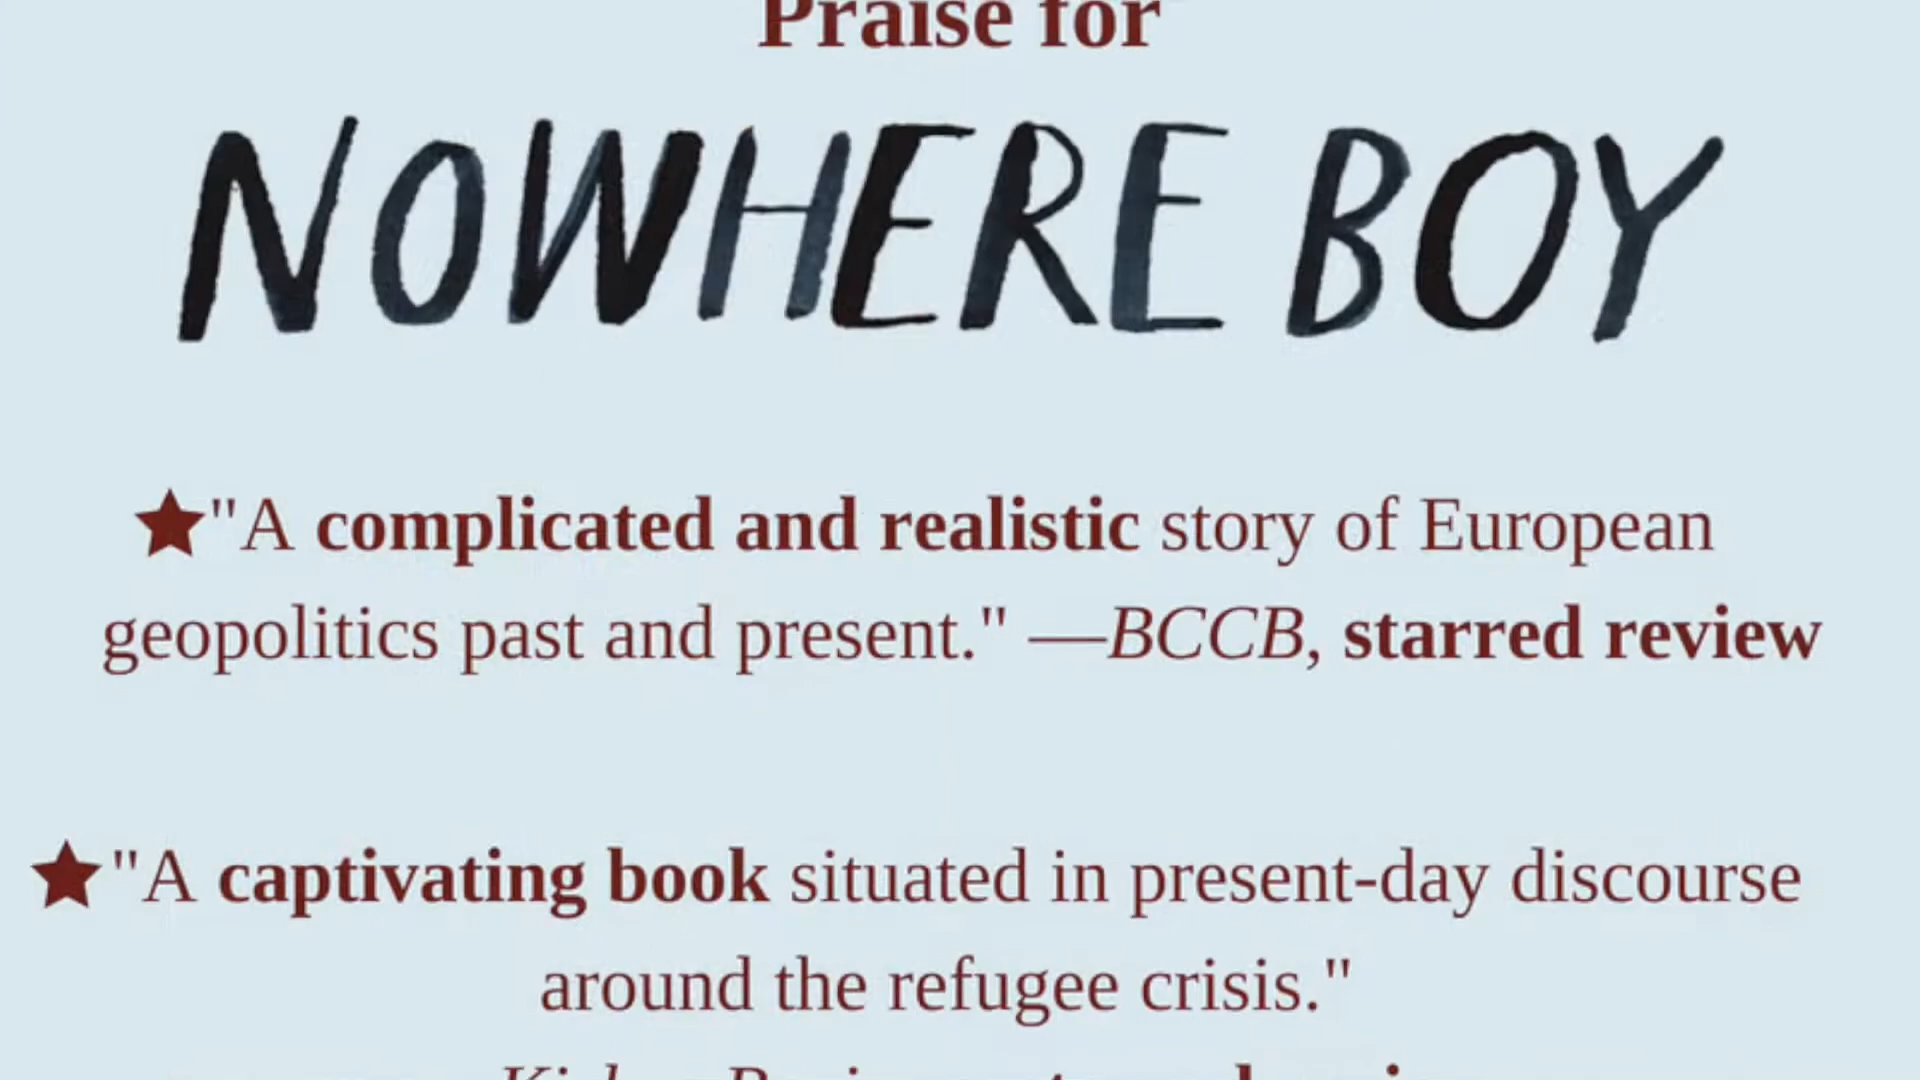 Praise for
NOWHERE BOY
★"A complicated and realistic story of European
geopolitics past and present." —BCCB, starred review
★"A captivating book situated in present-day discourse
around the refugee crisis."